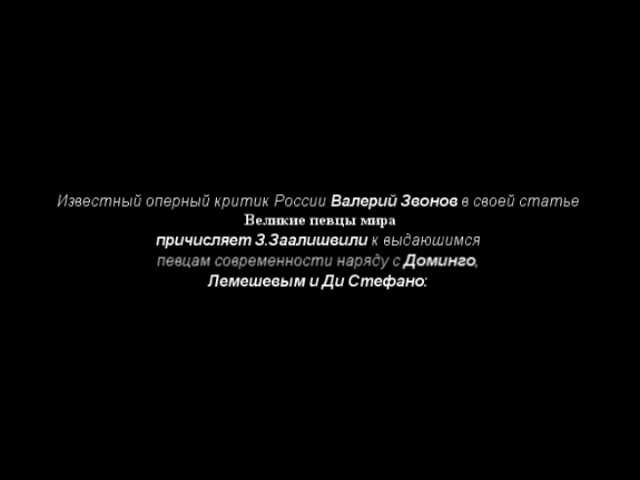 Известный оперный критик России Валерий Звонов в своей статье
Великие певцы мира
причисляет З.Заалишвили к выдаюшимся
певцам современности наряду с Доминго,
Лемешевым и Ди Стефано: